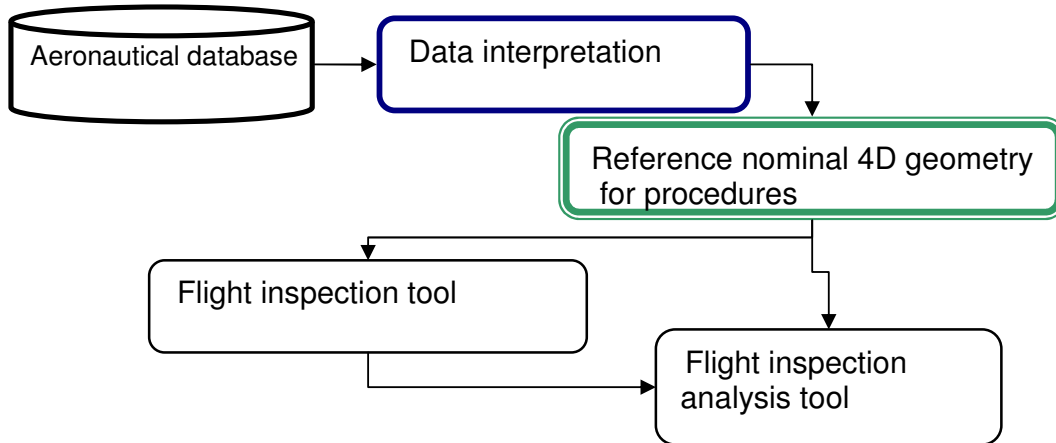 Aeronautical database
Data interpretation
Reference nominal 4D geometry
for procedures
Flight inspection tool
Flight inspection
analysis tool